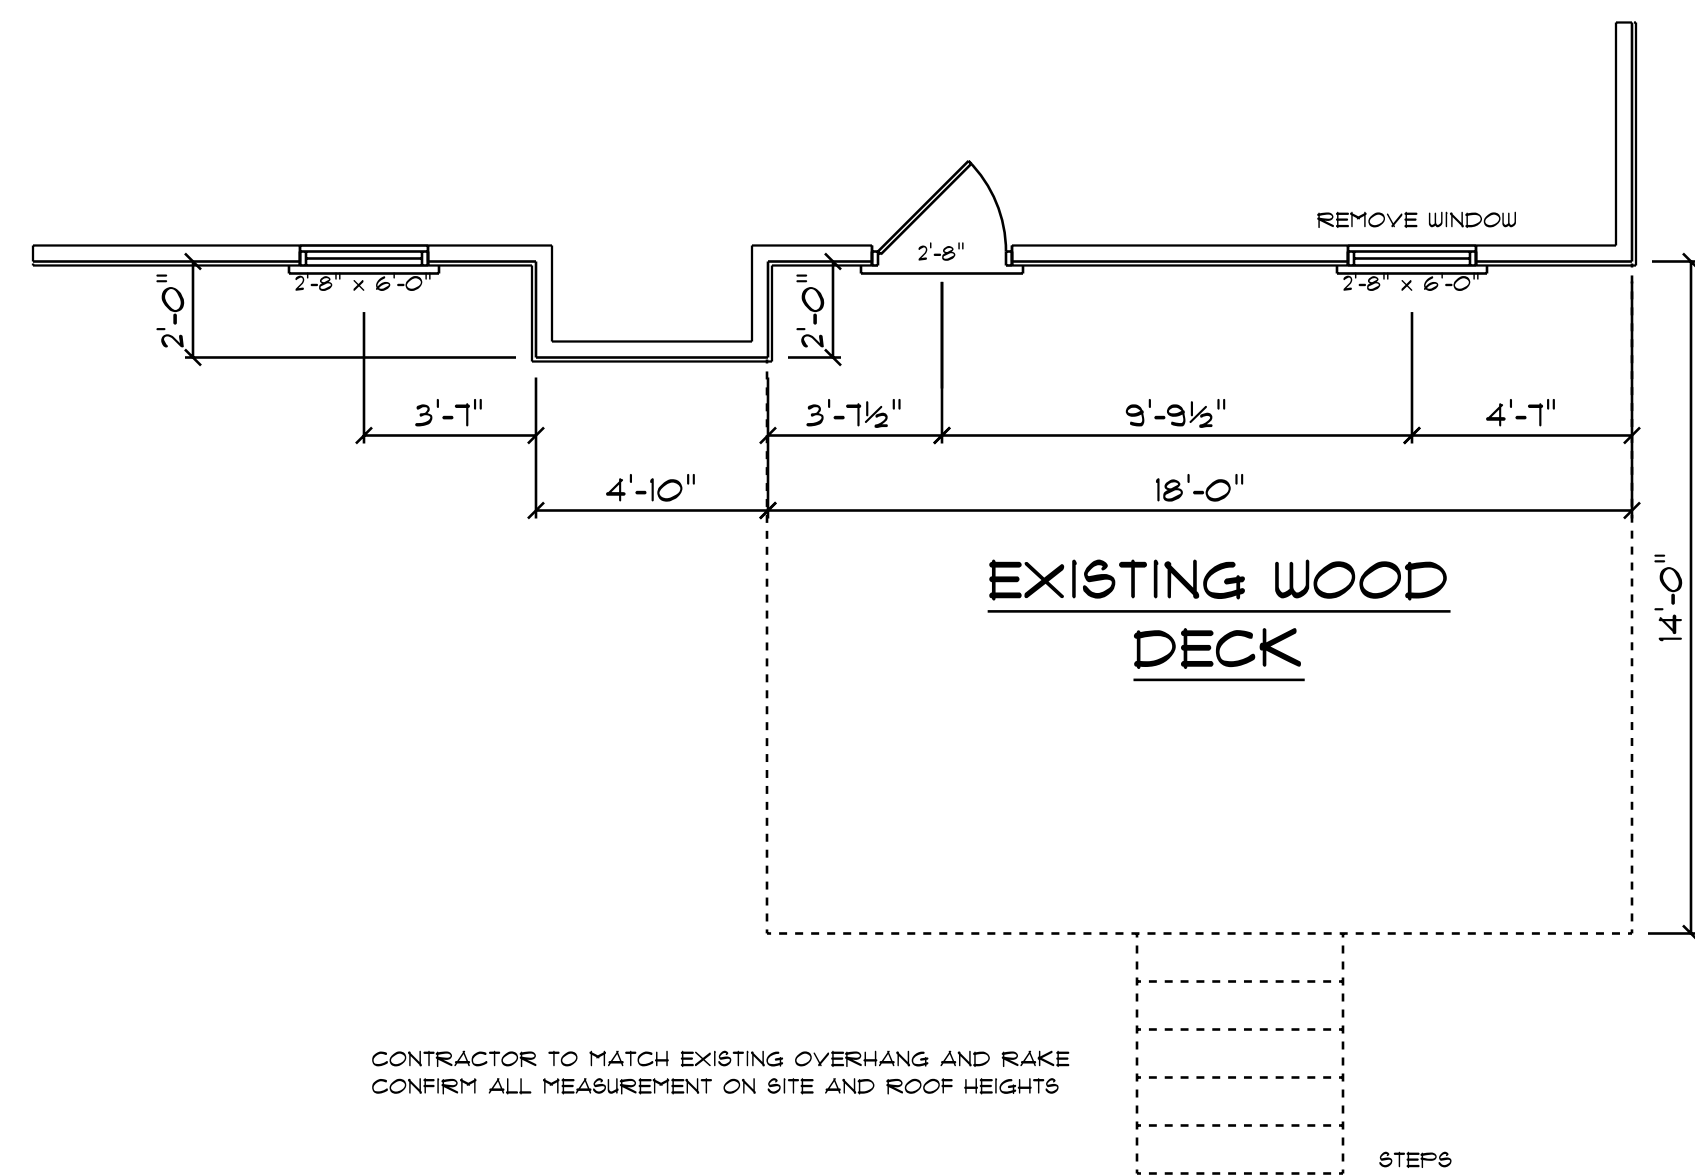 REMOVE WINDOW
2'-8"
2'-8" x 6'-0"
2'-8" x 6'-0"
2'-0"
2'-0"
3'-7"
3'-7½"
9'-9½"
4'-7"
4'-10"
18'-0"
EXISTING WOOD
DECK
14'-0"
CONTRACTOR TO MATCH EXISTING OVERHANG AND RAKE
CONFIRM ALL MEASUREMENT ON SITE AND ROOF HEIGHTS
STEPS